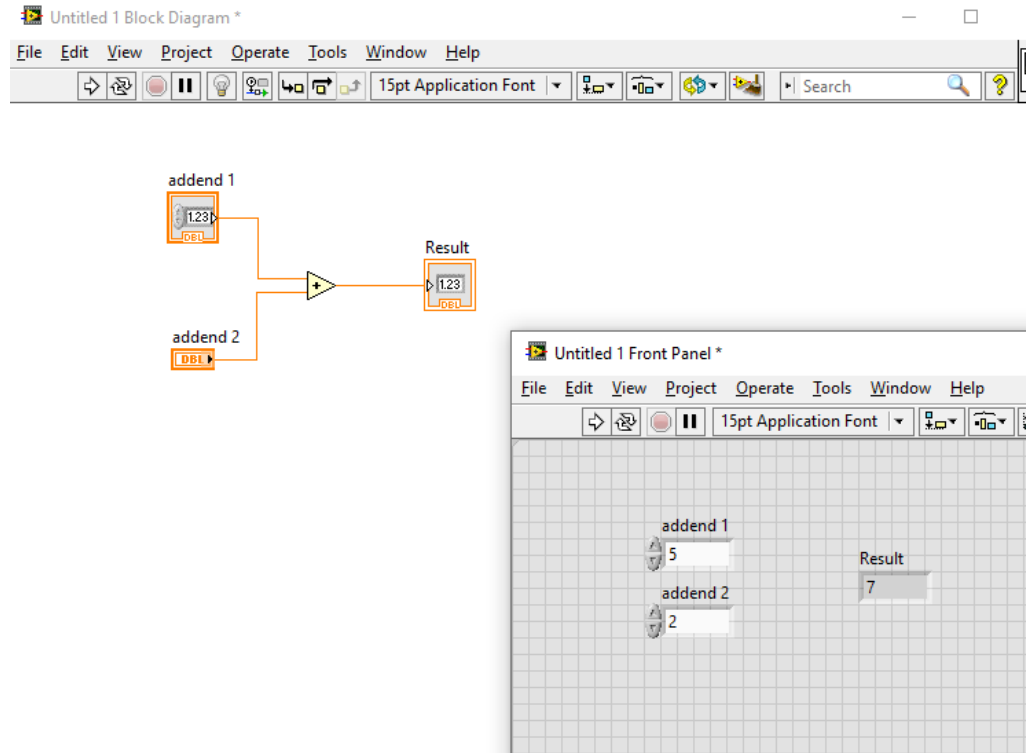 Untitled 1 Block Diagram *
File Edit View Project Operate Tools Window Help
15pt Application Font Search
addend 1
1.23
DBL
Result
1.23
DBL
addend 2
DBL
Untitled 1 Front Panel *
File Edit View Project Operate Tools Window Help
15pt Application Font
addend 1
5
Result
7
addend 2
2